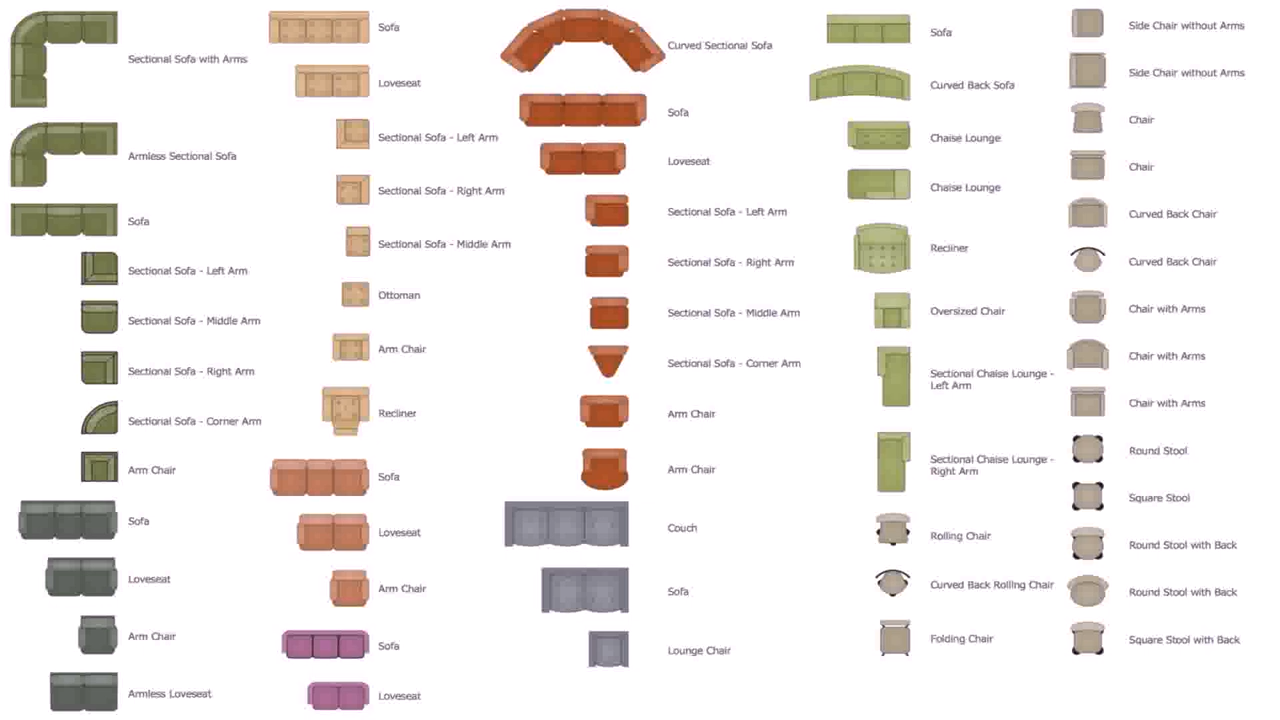 Sectional Sofa with Arms
Armless Sectional Sofa
Sofa
Sectional Sofa - Left Arm
Sectional Sofa - Middle Arm
Sectional Sofa - Right Arm
Sectional Sofa - Corner Arm
Arm Chair
Sofa
Loveseat
Arm Chair
Armless Loveseat
Sofa
Loveseat
Sectional Sofa - Left Arm
Sectional Sofa - Right Arm
Sectional Sofa - Middle Arm
Ottoman
Arm Chair
Recliner
Sofa
Loveseat
Arm Chair
Sofa
Loveseat
Curved Sectional Sofa
Sofa
Loveseat
Sectional Sofa - Left Arm
Sectional Sofa - Right Arm
Sectional Sofa - Middle Arm
Sectional Sofa - Corner Arm
Arm Chair
Arm Chair
Couch
Sofa
Lounge Chair
Sofa
Curved Back Sofa
Chaise Lounge
Chaise Lounge
Recliner
Oversized Chair
Sectional Chaise Lounge -
Left Arm
Sectional Chaise Lounge -
Right Arm
Rolling Chair
Curved Back Rolling Chair
Folding Chair
Side Chair without Arms
Side Chair without Arms
Chair
Chair
Curved Back Chair
Curved Back Chair
Chair with Arms
Chair with Arms
Chair with Arms
Round Stool
Square Stool
Round Stool with Back
Round Stool with Back
Square Stool with Back